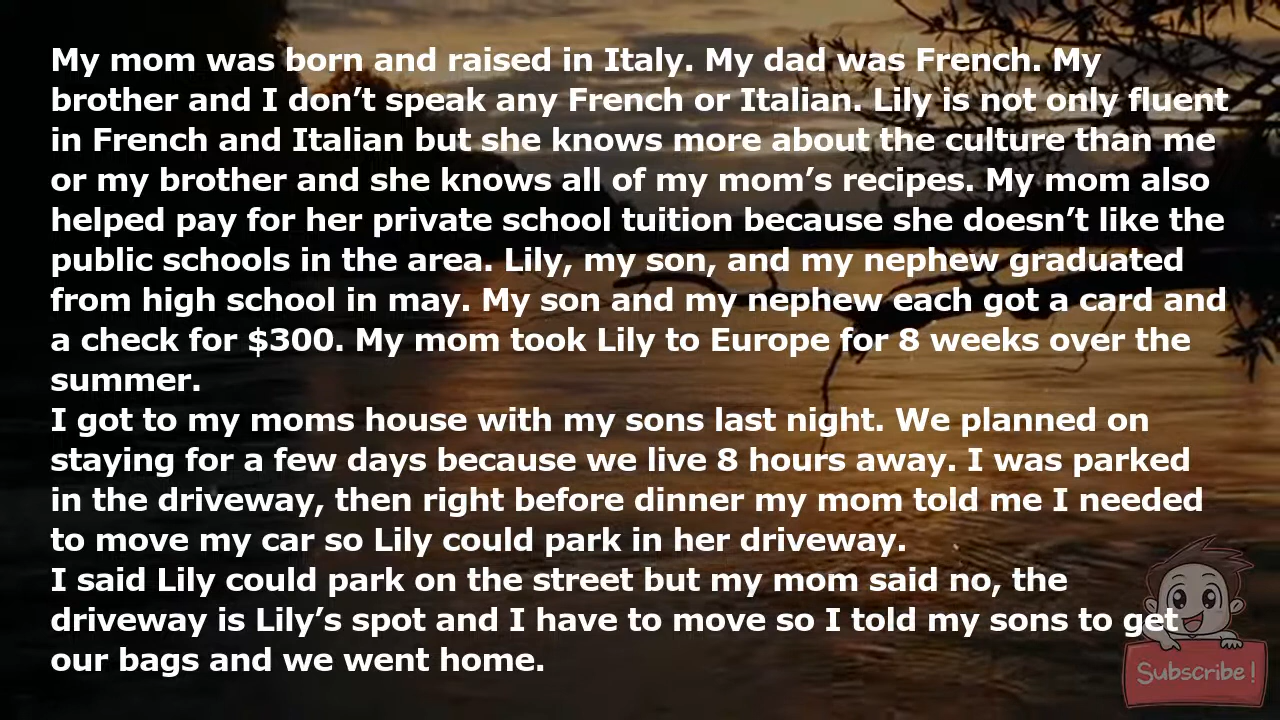 My mom was born and raised in Italy. My dad was French. My
brother and I don’t speak any French or Italian. Lily is not only fluent
in French and Italian but she knows more about the culture than me
or my brother and she knows all of my mom’s recipes. My mom also
helped pay for her private school tuition because she doesn’t like the
public schools in the area. Lily, my son, and my nephew graduated
from high school in may. My son and my nephew each got a card and
a check for $300. My mom took Lily to Europe for 8 weeks over the
summer.
I got to my moms house with my sons last night. We planned on
staying for a few days because we live 8 hours away. I was parked
in the driveway, then right before dinner my mom told me I needed
to move my car so Lily could park in her driveway.
I said Lily could park on the street but my mom said no, the
driveway is Lily’s spot and I have to move so I told my sons to get
our bags and we went home.
Subscribe!